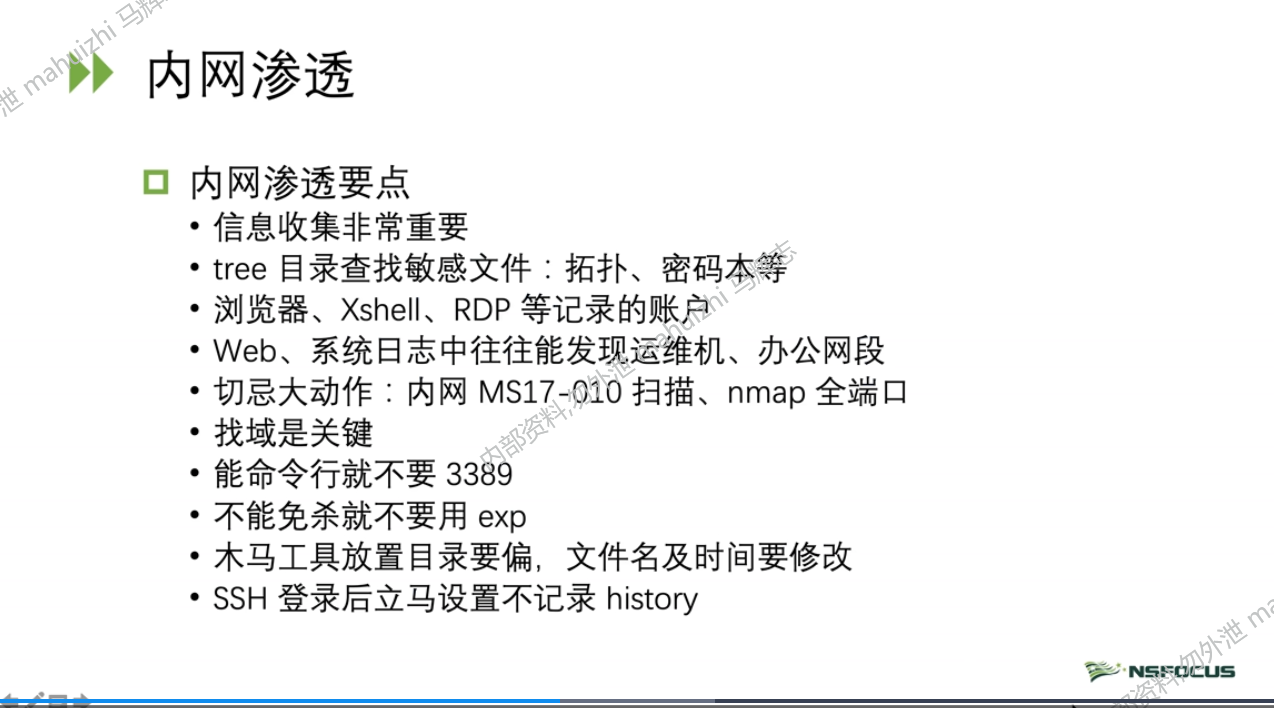 内网渗透
内网渗透要点
• 信息收集非常重要
• tree 目录查找敏感文件：拓扑、密码本等
• 浏览器、Xshell、RDP 等记录的账户
• Web、系统日志中往往能发现运维机、办公网段
• 切忌大动作：内网 MS17-010 扫描、nmap 全端口
• 找域是关键
• 能命令行就不要 3389
• 不能免杀就不要用 exp
• 木马工具放置目录要偏，文件名及时间要修改
• SSH 登录后立马设置不记录 history
NSFOCUS
泄 mahuizhi 马辉
内部资料,勿外泄 mahuizhi 马辉志
部资料,勿外泄 ma